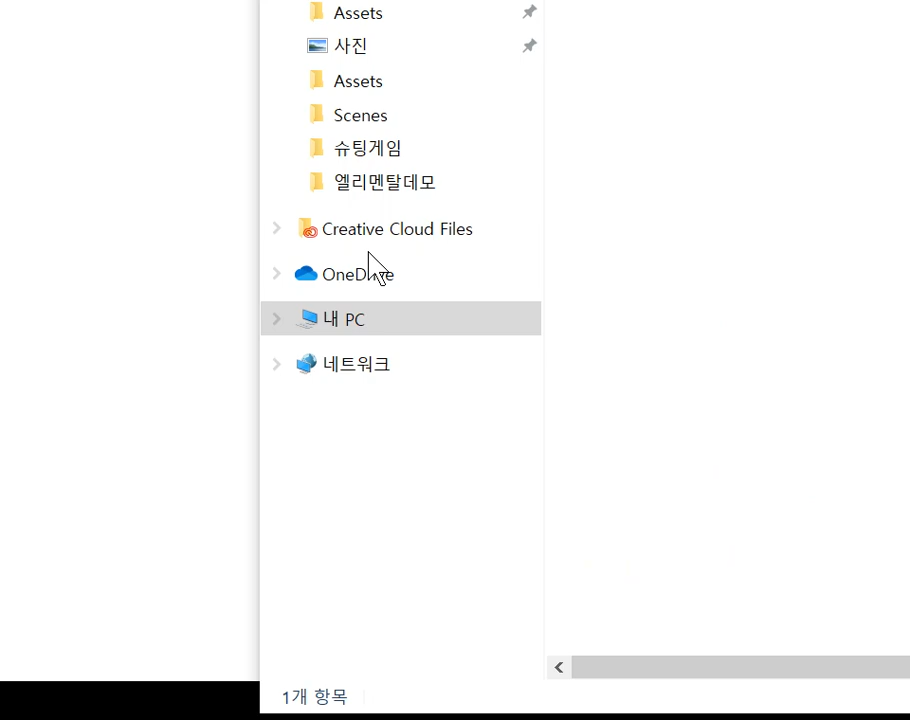 Assets
사진
Assets
Scenes
슈팅게임
엘리멘탈데모
Creative Cloud Files
OneDrive
내 PC
네트워크
1개 항목